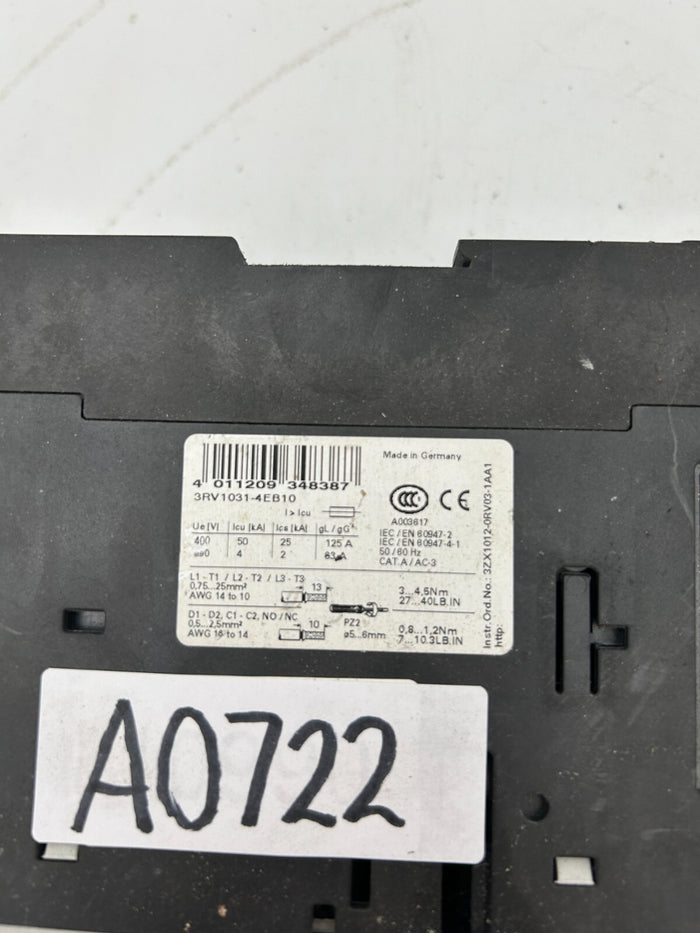 4 011209 348387
3RV1031-4EB10
Made in Germany
I > Icu
Ue [V] Icu [kA] Ics [kA] gL / gG
400 50 25 125 A
690 4 2 63 A
CCC CE
A003617
IEC / EN 60947-2
IEC / EN 60947-4-1
50 / 60 Hz
CAT. A / AC-3
L1 - T1 / L2 - T2 / L3 - T3
0,75...25mm²
AWG 14 to 10
13
3...4,5Nm
27...40LB.IN
D1 - D2, C1 - C2, NO / NC
0,5...2,5mm²
AWG 16 to 14
10
PZ2
ø5...6mm
0,8...1,2Nm
7...10.3LB.IN
Instr. Ord.No.: 3ZX1012-0RV03-1AA1
http:
A0722